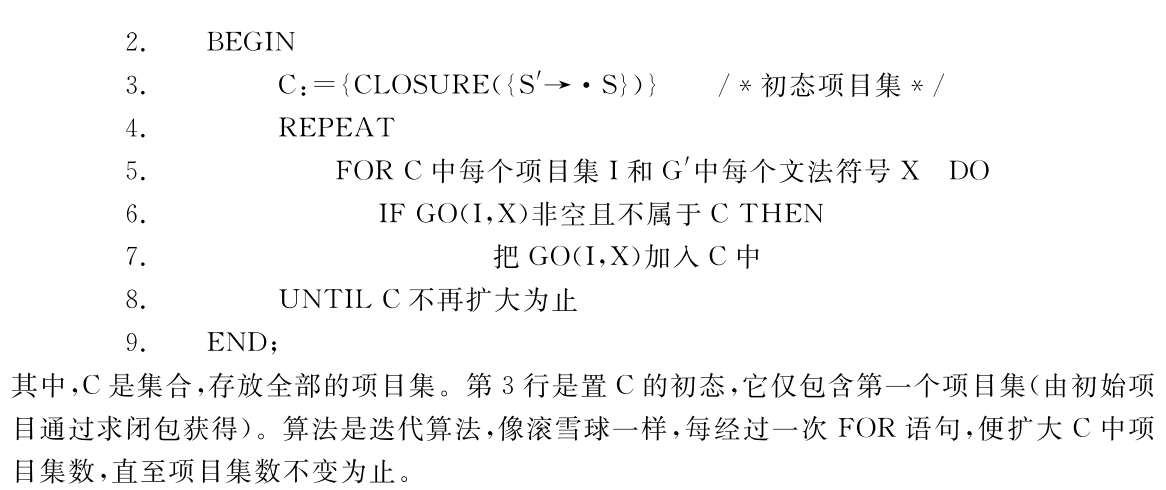 2. BEGIN
3. C:={CLOSURE({S′→·S})} /*初态项目集*/
4. REPEAT
5. FOR C 中每个项目集 I 和 G′中每个文法符号 X DO
6. IF GO(I,X)非空且不属于 C THEN
7. 把 GO(I,X)加入 C 中
8. UNTIL C 不再扩大为止
9. END;
其中,C 是集合,存放全部的项目集。第 3 行是置 C 的初态,它仅包含第一个项目集(由初始项
目通过求闭包获得)。算法是迭代算法,像滚雪球一样,每经过一次 FOR 语句,便扩大 C 中项
目集数,直至项目集数不变为止。